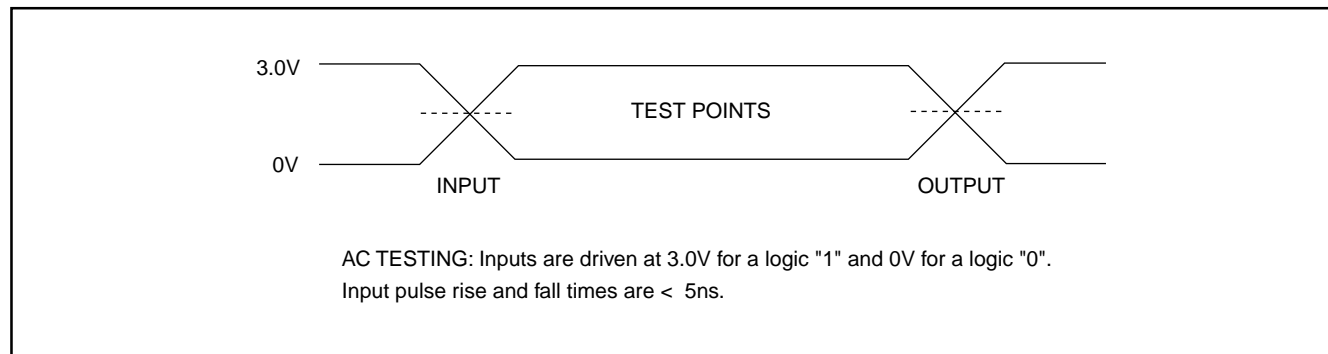 3.0V
TEST POINTS
0V
INPUT
OUTPUT
AC TESTING: Inputs are driven at 3.0V for a logic "1" and 0V for a logic "0".
Input pulse rise and fall times are < 5ns.